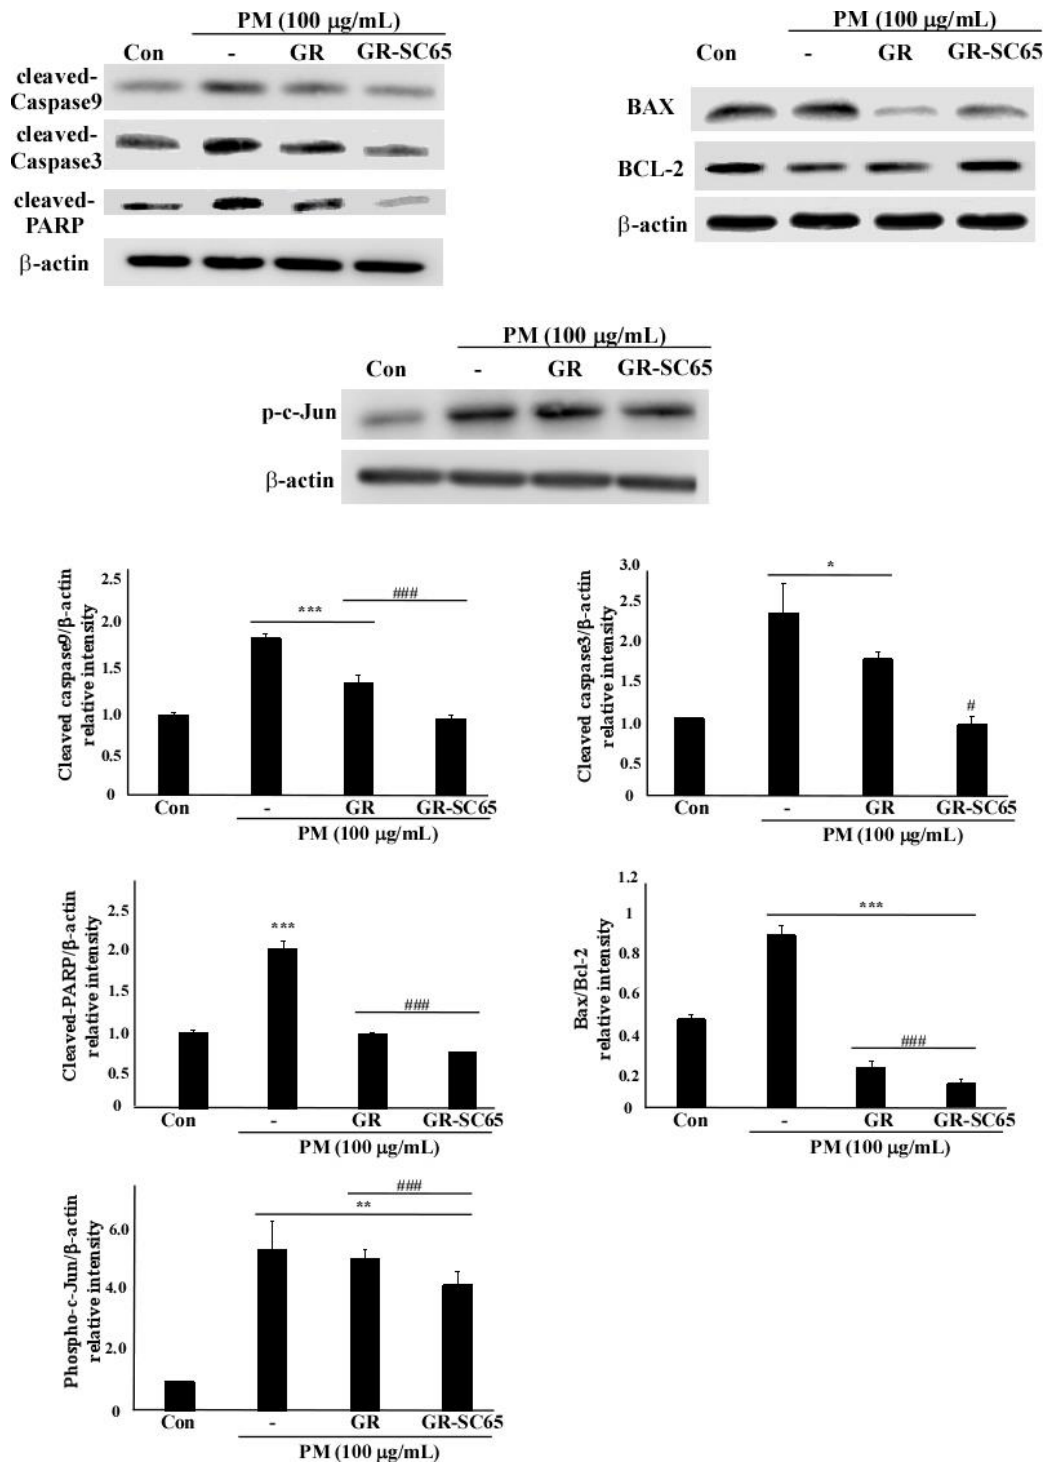 PM (100 μg/mL)
Con - GR GR-SC65
cleaved-
Caspase9
cleaved-
Caspase3
cleaved-
PARP
β-actin
PM (100 μg/mL)
Con - GR GR-SC65
BAX
BCL-2
β-actin
PM (100 μg/mL)
Con - GR GR-SC65
p-c-Jun
β-actin
Cleaved caspase9/β-actin
relative intensity
2.5
2.0
1.5
1.0
0.5
0
***
###
Con - GR GR-SC65
PM (100 μg/mL)
Cleaved caspase3/β-actin
relative intensity
3.0
2.5
2.0
1.5
1.0
0.5
0
*
#
Con - GR GR-SC65
PM (100 μg/mL)
Cleaved-PARP/β-actin
relative intensity
2.5
2.0
1.5
1.0
0.5
0
***
###
Con - GR GR-SC65
PM (100 μg/mL)
Bax/Bcl-2
relative intensity
1.2
1
0.8
0.6
0.4
0.2
0
***
###
Con - GR GR-SC65
PM (100 μg/mL)
Phospho-c-Jun/β-actin
relative intensity
6.0
4.0
2.0
0
###
**
Con - GR GR-SC65
PM (100 μg/mL)